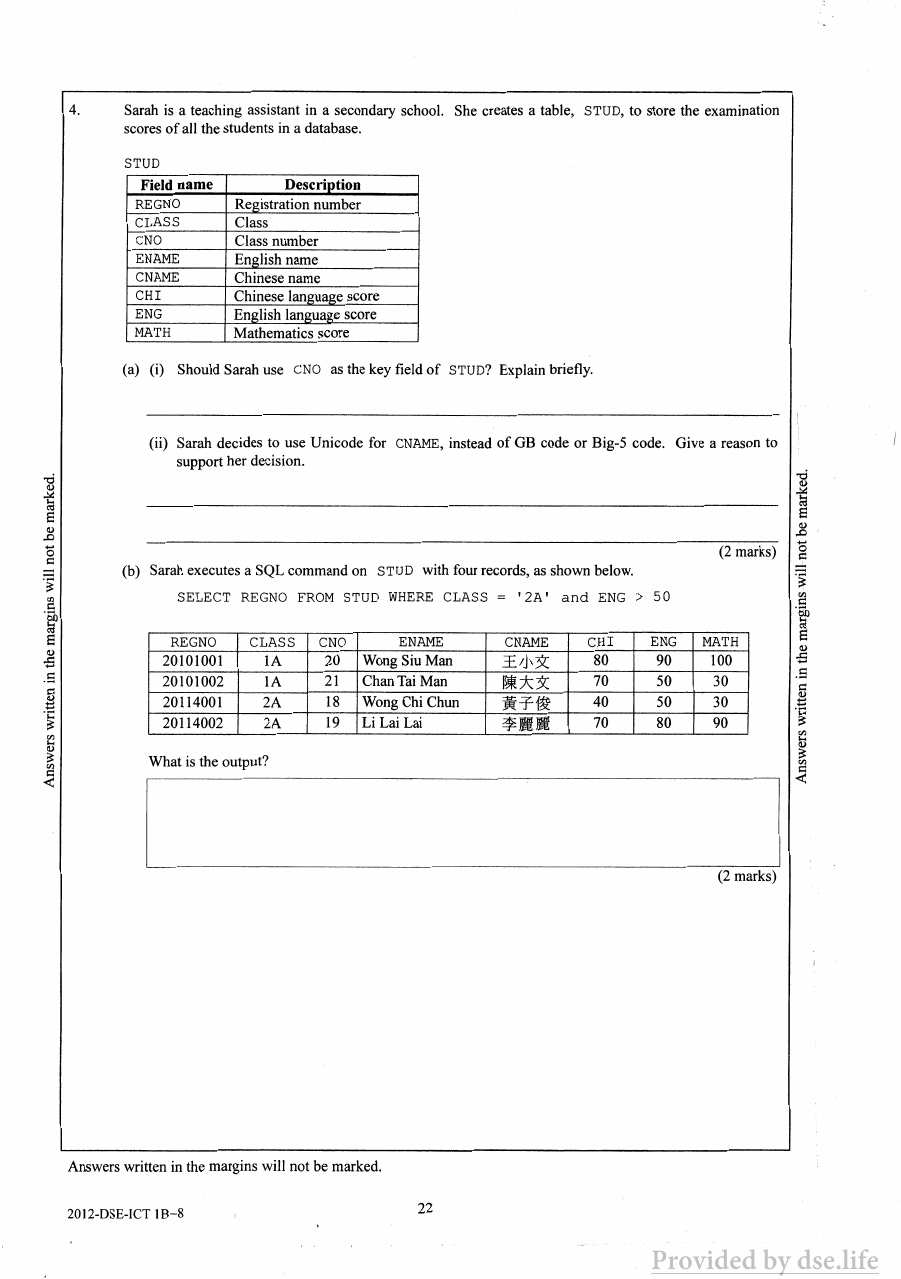 4. Sarah is a teaching assistant in a secondary school. She creates a table, STUD, to store the examination
scores of all the students in a database.
STUD
Field name Description
REGNO Registration number
CLASS Class
CNO Class number
ENAME English name
CNAME Chinese name
CHI Chinese language score
ENG English language score
MATH Mathematics score
(a) (i) Should Sarah use CNO as the key field of STUD? Explain briefly.
(ii) Sarah decides to use Unicode for CNAME, instead of GB code or Big-5 code. Give a reason to
support her decision.
(2 marks)
(b) Sarah executes a SQL command on STUD with four records, as shown below.
SELECT REGNO FROM STUD WHERE CLASS = '2A' and ENG > 50
REGNO CLASS CNO ENAME CNAME CHI ENG MATH
20101001 1A 20 Wong Siu Man 王小文 80 90 100
20101002 1A 21 Chan Tai Man 陳大文 70 50 30
20114001 2A 18 Wong Chi Chun 黃子俊 40 50 30
20114002 2A 19 Li Lai Lai 李麗麗 70 80 90
What is the output?
(2 marks)
Answers written in the margins will not be marked.
Answers written in the margins will not be marked.
Answers written in the margins will not be marked.
2012-DSE-ICT 1B–8
22
Provided by dse.life